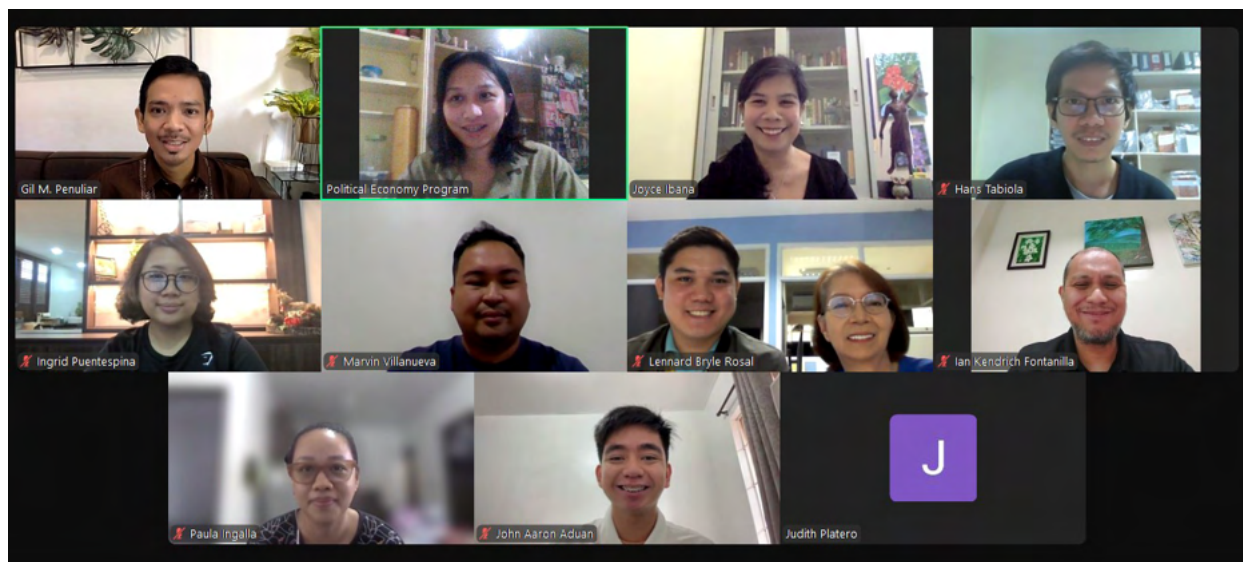 Gil M. Penuliar
Political Economy Program
Joyce Ibana
Hans Tabiola
Ingrid Puentespina
Marvin Villanueva
Lennard Bryle Rosal
Ian Kendrich Fontanilla
Paula Ingalla
John Aaron Aduan
J
Judith Platero